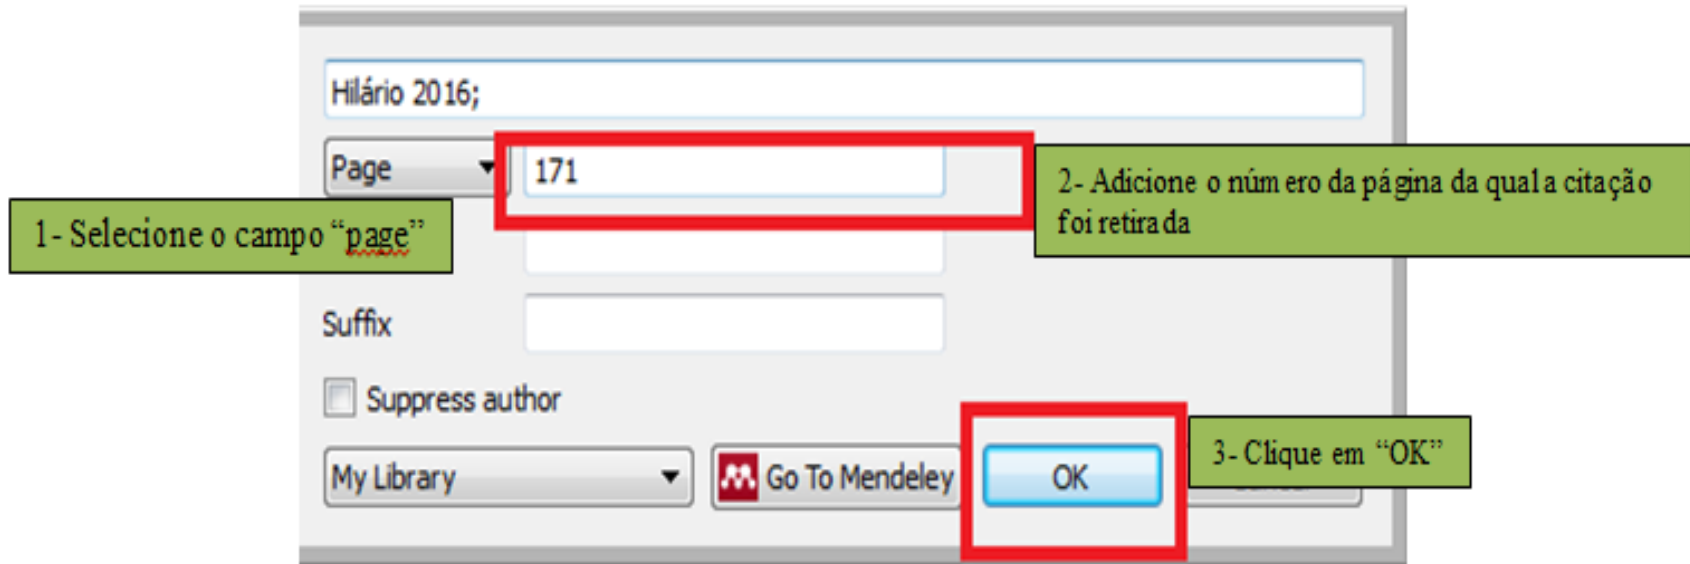 Hilário 2016;
Page
171
2- Adicione o número da página da qual a citação
foi retirada
1- Selecione o campo “page”
Suffix
Suppress author
My Library
Go To Mendeley
OK
3- Clique em “OK”